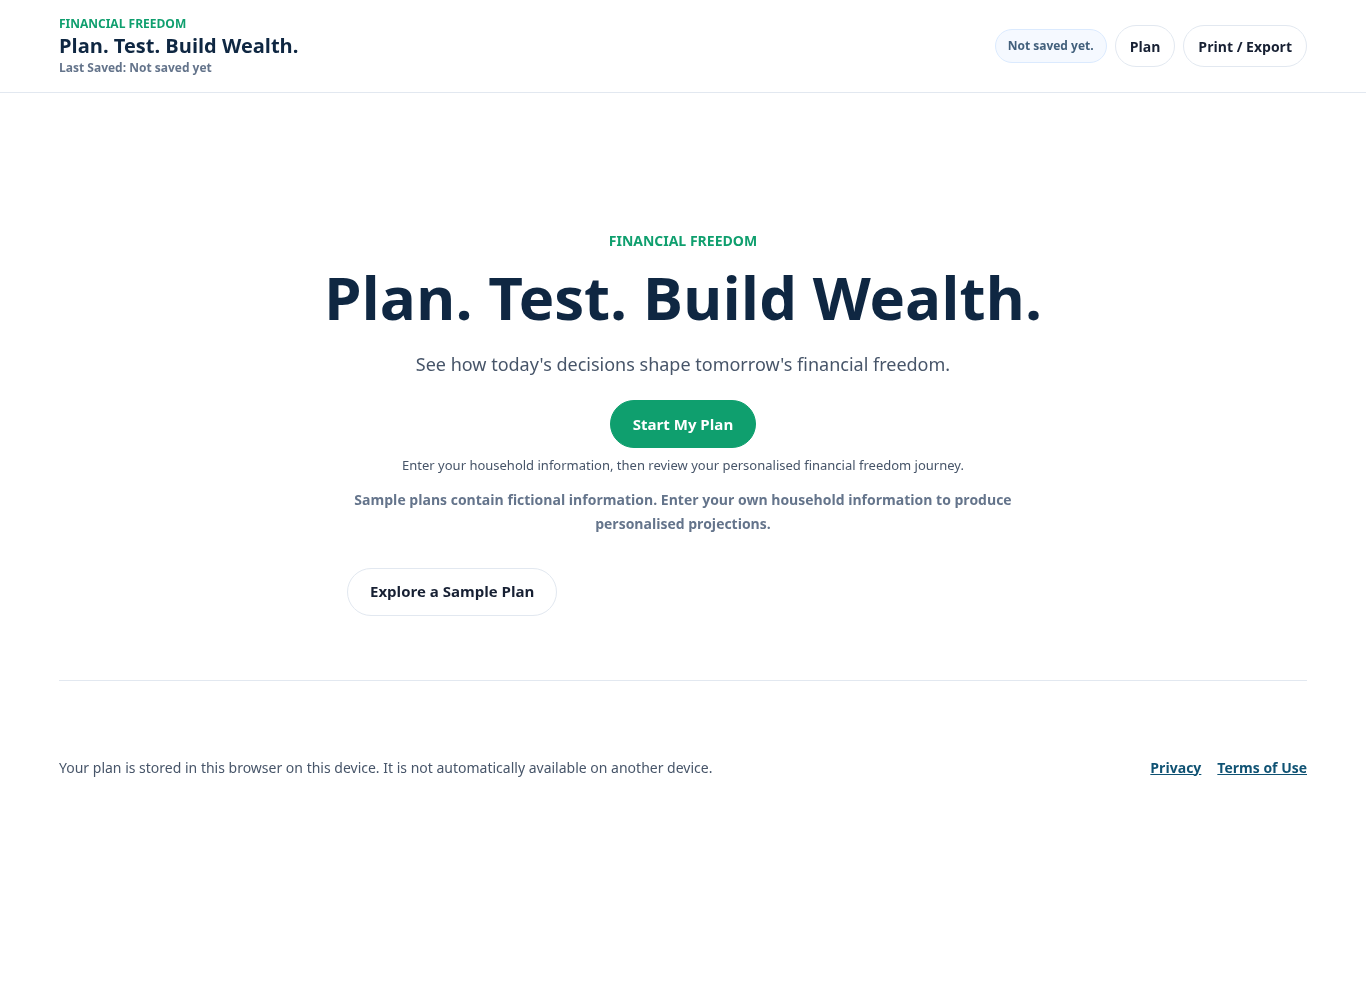 FINANCIAL FREEDOM
Plan. Test. Build Wealth.
Last Saved: Not saved yet
Not saved yet.
Plan
Print / Export
FINANCIAL FREEDOM
Plan. Test. Build Wealth.
See how today's decisions shape tomorrow's financial freedom.
Start My Plan
Enter your household information, then review your personalised financial freedom journey.
Sample plans contain fictional information. Enter your own household information to produce
personalised projections.
Explore a Sample Plan
Your plan is stored in this browser on this device. It is not automatically available on another device.
Privacy
Terms of Use